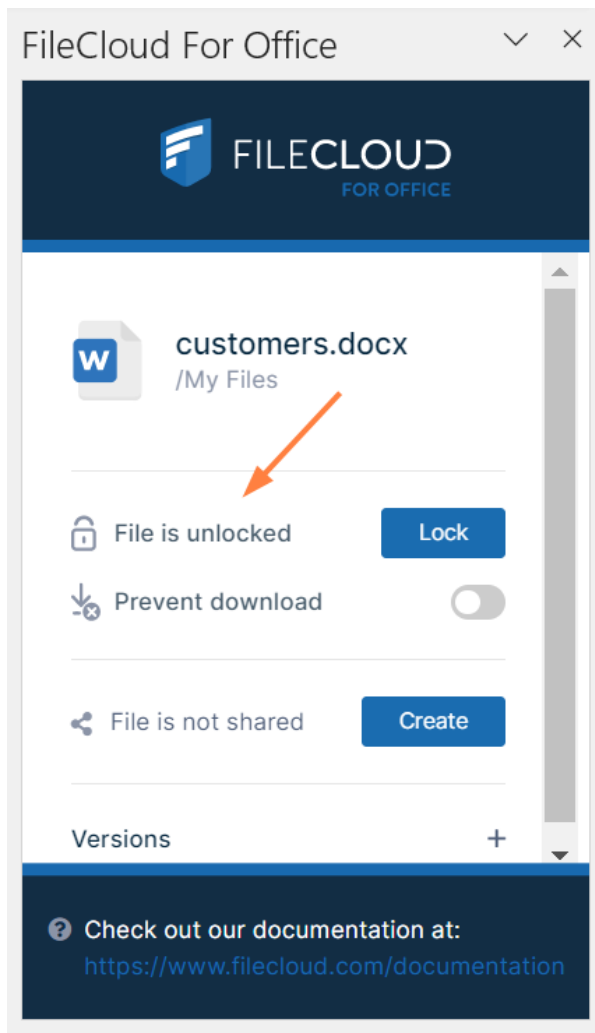 FileCloud For Office
FILECLOUD
FOR OFFICE
W
customers.docx
/My Files
File is unlocked
Lock
Prevent download
File is not shared
Create
Versions +
? Check out our documentation at:
https://www.filecloud.com/documentation